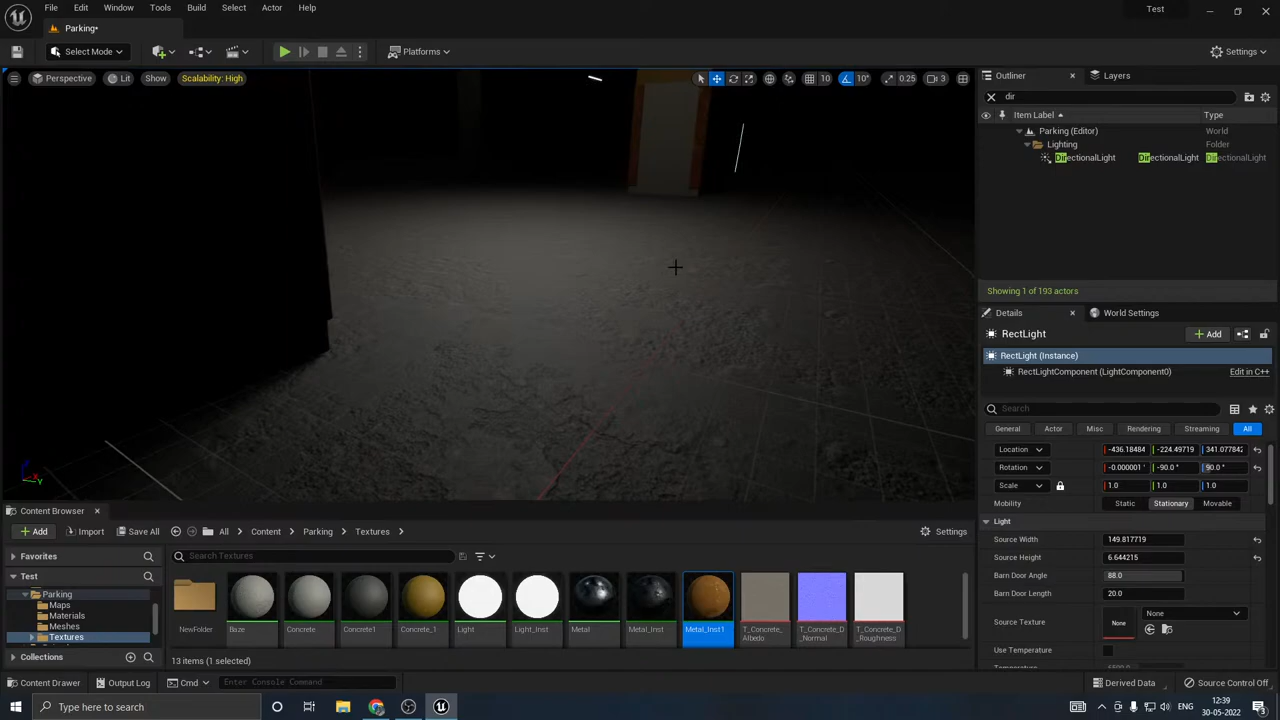 File Edit Window Tools Build Select Actor Help
Test
Parking*
Select Mode
Platforms
Settings
Perspective Lit Show Scalability: High
10 10° 0.25 3
Outliner Layers
dir
Item Label Type
Parking (Editor) World
Lighting Folder
DirectionalLight DirectionalLight DirectionalLight
Showing 1 of 193 actors
Details World Settings
RectLight Add
RectLight (Instance)
RectLightComponent (LightComponent0) Edit in C++
Search
General Actor Misc Rendering Streaming All
Location -436.18484 -224.49719 341.077842
Rotation -0.000001 ° -90.0 ° 90.0 °
Scale 1.0 1.0 1.0
Mobility Static Stationary Movable
Light
Source Width 149.817719
Source Height 6.644215
Barn Door Angle 88.0
Barn Door Length 20.0
Source Texture None None
Use Temperature
Content Browser
Add Import Save All All Content Parking Textures Settings
Favorites
Search Textures
Test
Parking
Maps
Materials
Meshes
Textures
Collections
NewFolder Baze Concrete Concrete1 Concrete_1 Light Light_Inst Metal Metal_Inst Metal_Inst1 T_Concrete_Albedo T_Concrete_D_Normal T_Concrete_D_Roughness
13 items (1 selected)
Content Drawer Output Log Cmd Enter Console Command Derived Data Source Control Off
Type here to search
ENG
12:39
30-05-2022
3